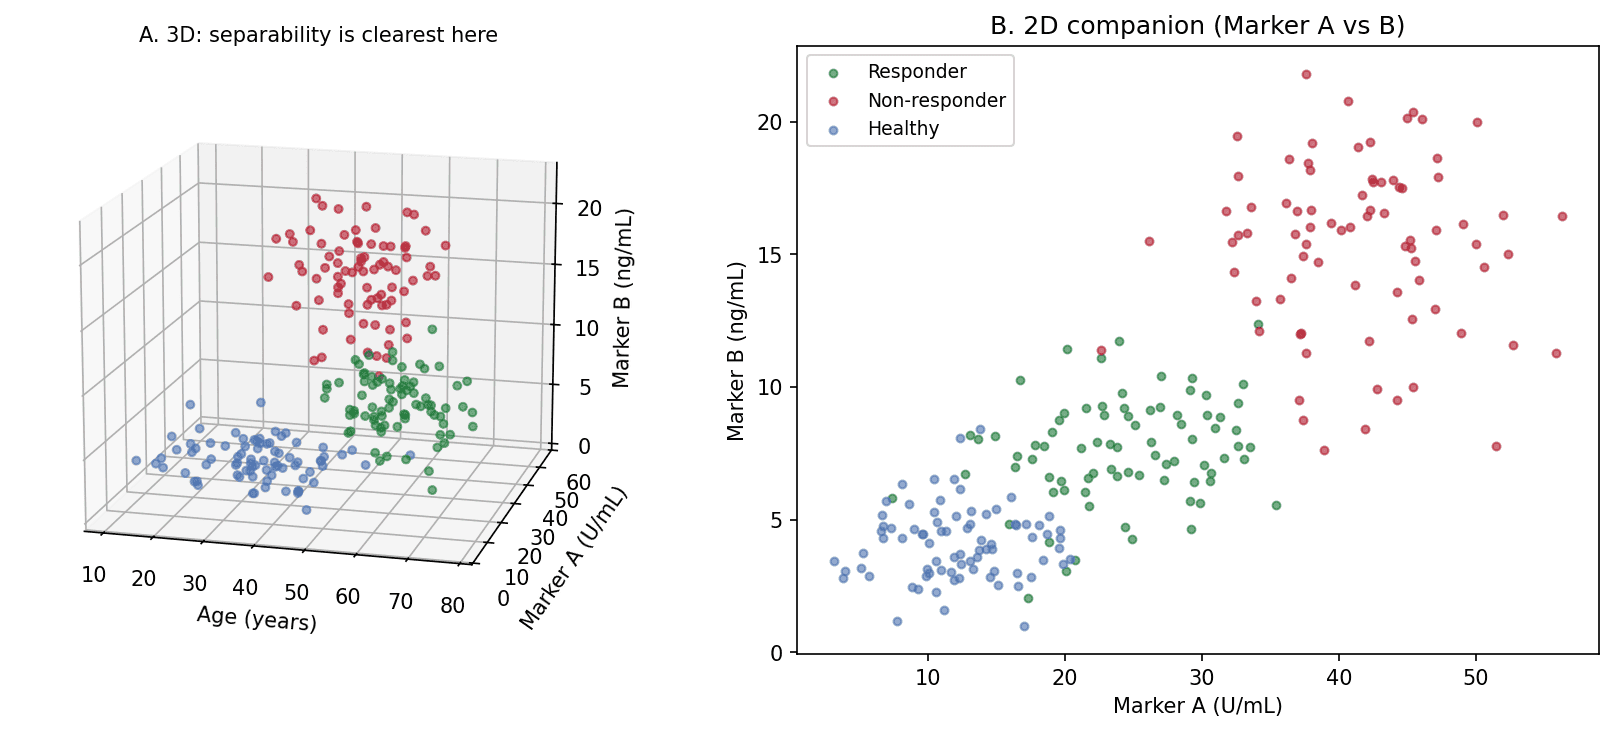 A. 3D: separability is clearest here
20
15
10
5
0
Marker B (ng/mL)
60
50
40
30
20
10
0
Marker A (U/mL)
10 20 30 40 50 60 70 80
Age (years)
B. 2D companion (Marker A vs B)
Responder
Non-responder
Healthy
20
15
10
5
0
Marker B (ng/mL)
10 20 30 40 50
Marker A (U/mL)